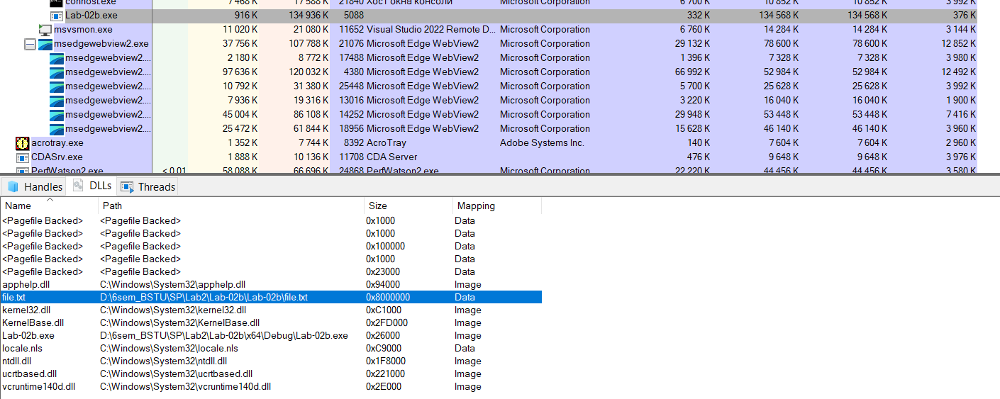 conhost.exe 7 468 K 17 588 K 21840 Хост окна консоли 6 700 K 10 852 K 10 852 K 3 992 K
Lab-02b.exe 916 K 134 936 K 5088 332 K 134 568 K 134 568 K 376 K
msvsmon.exe 11 020 K 21 080 K 11652 Visual Studio 2022 Remote D... Microsoft Corporation 6 760 K 14 284 K 14 284 K 3 144 K
msedgewebview2.exe 37 756 K 107 788 K 21076 Microsoft Edge WebView2 Microsoft Corporation 29 132 K 78 600 K 78 600 K 12 852 K
msedgewebview2.... 2 180 K 8 772 K 17488 Microsoft Edge WebView2 Microsoft Corporation 1 396 K 7 328 K 7 328 K 3 980 K
msedgewebview2.... 97 636 K 120 032 K 4380 Microsoft Edge WebView2 Microsoft Corporation 66 992 K 52 984 K 52 984 K 12 492 K
msedgewebview2.... 10 792 K 31 380 K 25448 Microsoft Edge WebView2 Microsoft Corporation 5 700 K 25 628 K 25 628 K 3 992 K
msedgewebview2.... 7 936 K 19 316 K 13016 Microsoft Edge WebView2 Microsoft Corporation 3 220 K 16 040 K 16 040 K 1 900 K
msedgewebview2.... 45 004 K 86 108 K 14252 Microsoft Edge WebView2 Microsoft Corporation 29 948 K 53 448 K 53 448 K 7 416 K
msedgewebview2.... 25 472 K 61 844 K 18956 Microsoft Edge WebView2 Microsoft Corporation 15 628 K 46 140 K 46 140 K 3 960 K
acrotray.exe 1 352 K 7 744 K 8392 AcroTray Adobe Systems Inc. 140 K 7 604 K 7 604 K 2 960 K
CDASrv.exe 1 888 K 10 136 K 11708 CDA Server 476 K 9 648 K 9 648 K 3 976 K
PerfWatson2.exe < 0.01 58 088 K 66 696 K 24868 PerfWatson2.exe Microsoft Corporation 22 220 K 44 456 K 44 456 K 3 580 K
Handles DLLs Threads
Name Path Size Mapping
<Pagefile Backed> <Pagefile Backed> 0x1000 Data
<Pagefile Backed> <Pagefile Backed> 0x1000 Data
<Pagefile Backed> <Pagefile Backed> 0x100000 Data
<Pagefile Backed> <Pagefile Backed> 0x1000 Data
<Pagefile Backed> <Pagefile Backed> 0x23000 Data
apphelp.dll C:\Windows\System32\apphelp.dll 0x94000 Image
file.txt D:\6sem_BSTU\SP\Lab2\Lab-02b\Lab-02b\file.txt 0x8000000 Data
kernel32.dll C:\Windows\System32\kernel32.dll 0xC1000 Image
KernelBase.dll C:\Windows\System32\KernelBase.dll 0x2FD000 Image
Lab-02b.exe D:\6sem_BSTU\SP\Lab2\Lab-02b\x64\Debug\Lab-02b.exe 0x26000 Image
locale.nls C:\Windows\System32\locale.nls 0xC9000 Data
ntdll.dll C:\Windows\System32\ntdll.dll 0x1F8000 Image
ucrtbased.dll C:\Windows\System32\ucrtbased.dll 0x221000 Image
vcruntime140d.dll C:\Windows\System32\vcruntime140d.dll 0x2E000 Image